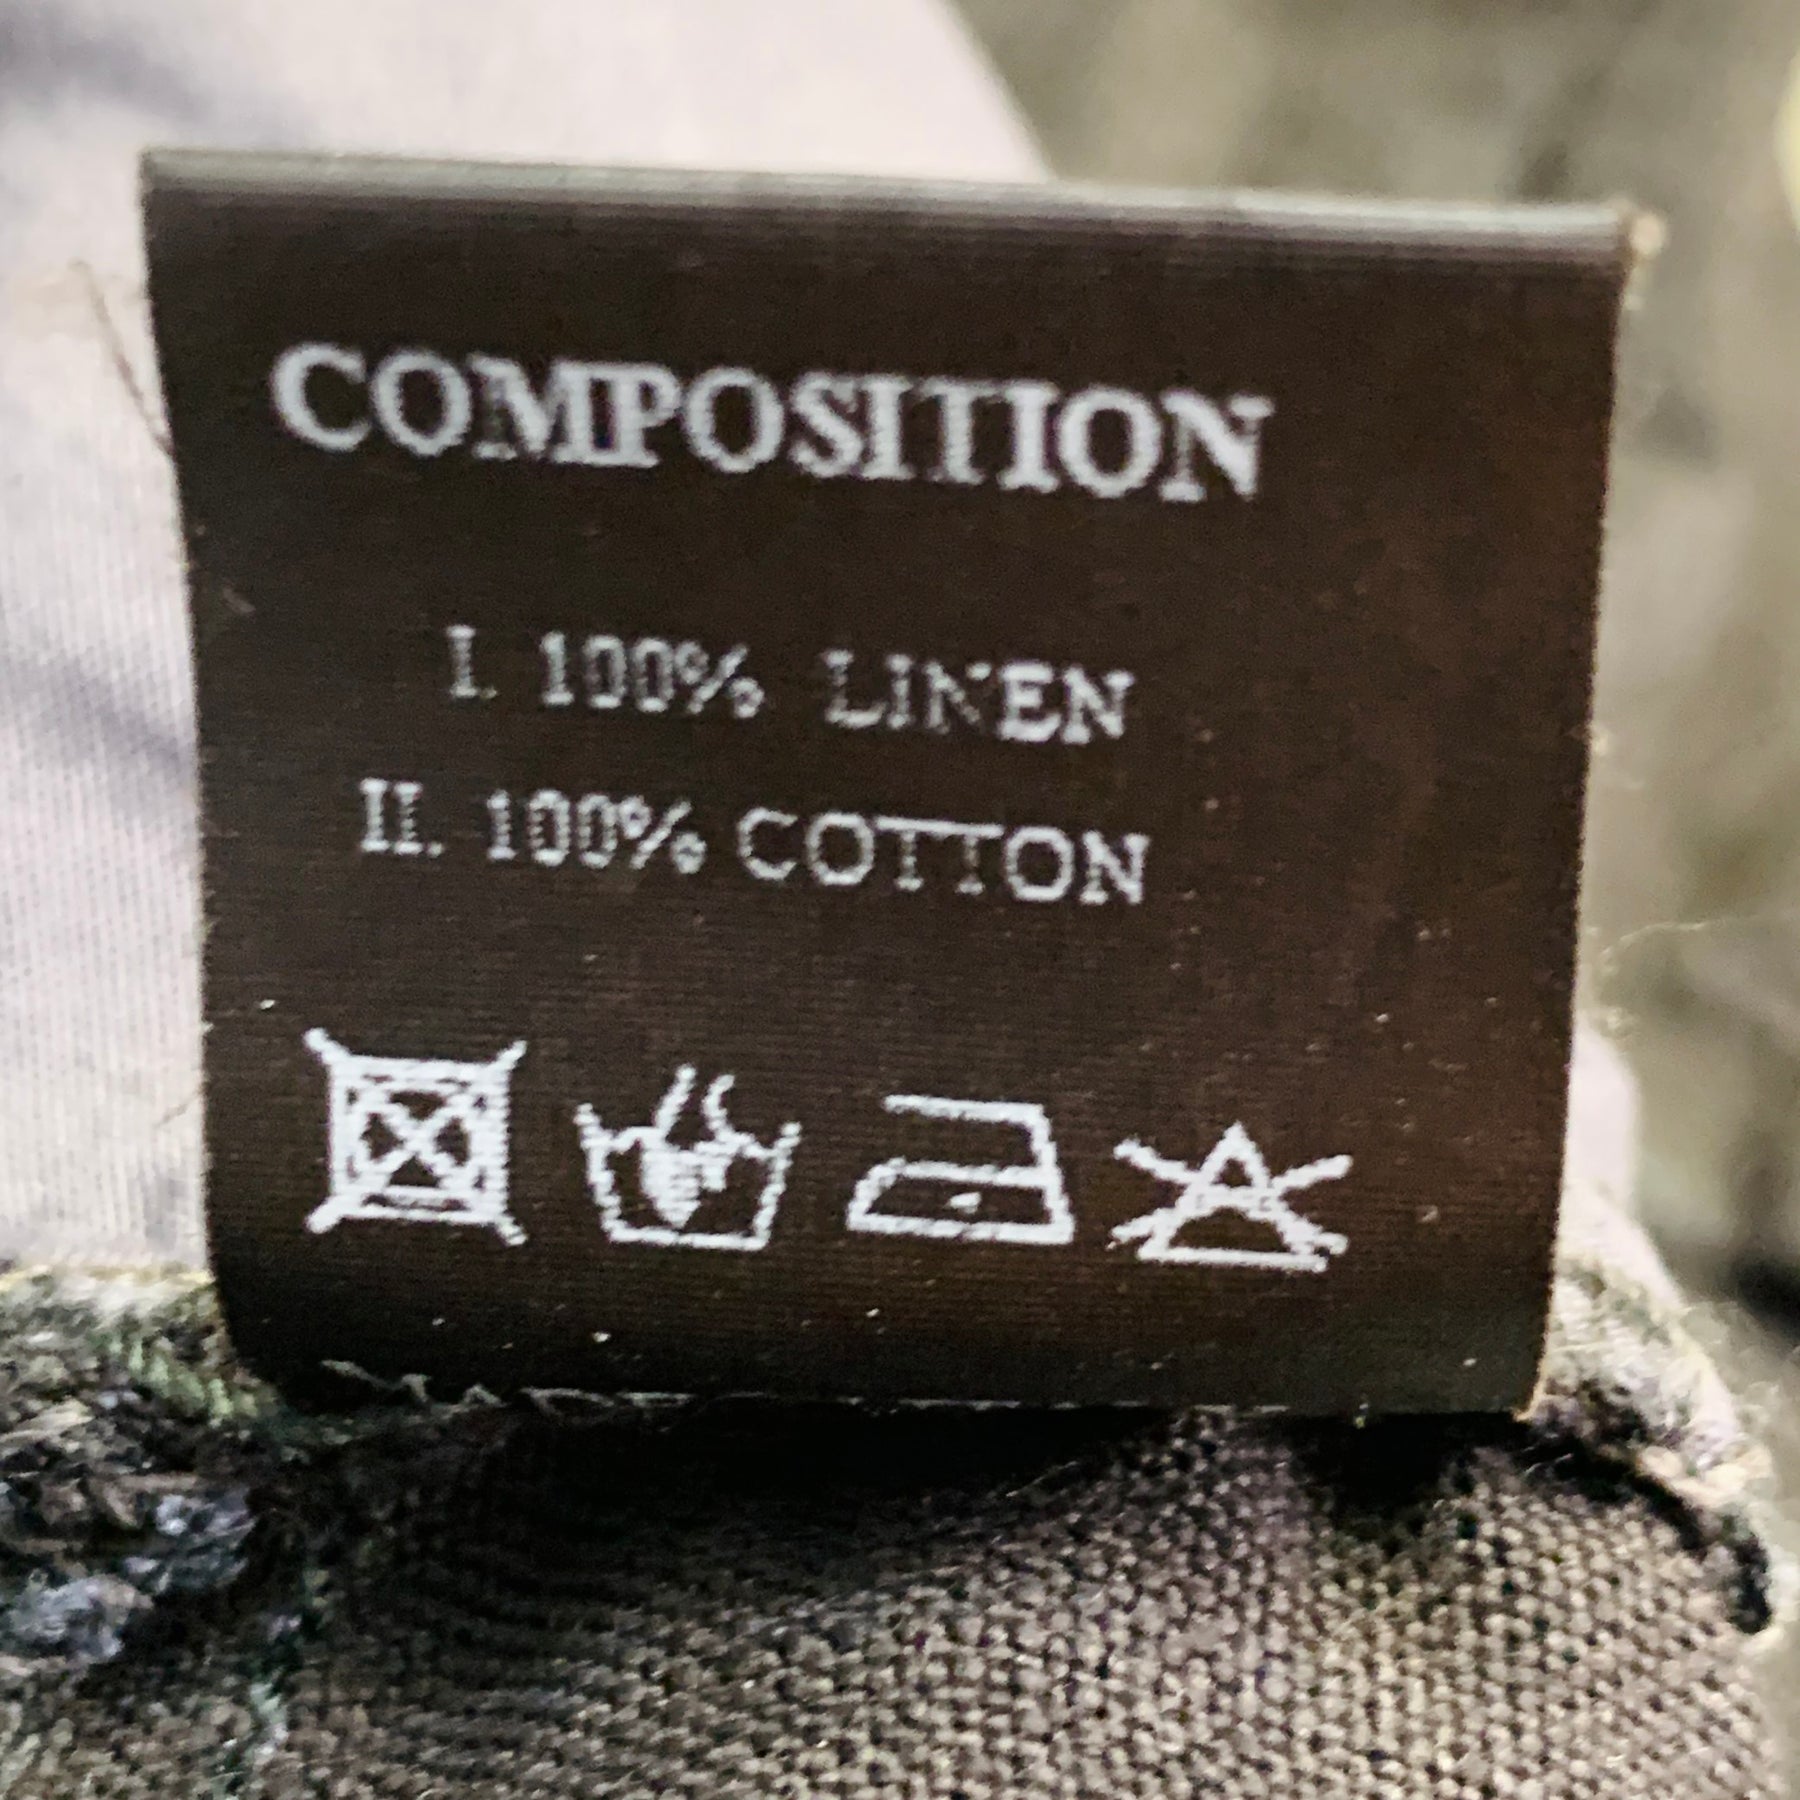 COMPOSITION
I. 100% LINEN
II. 100% COTTON